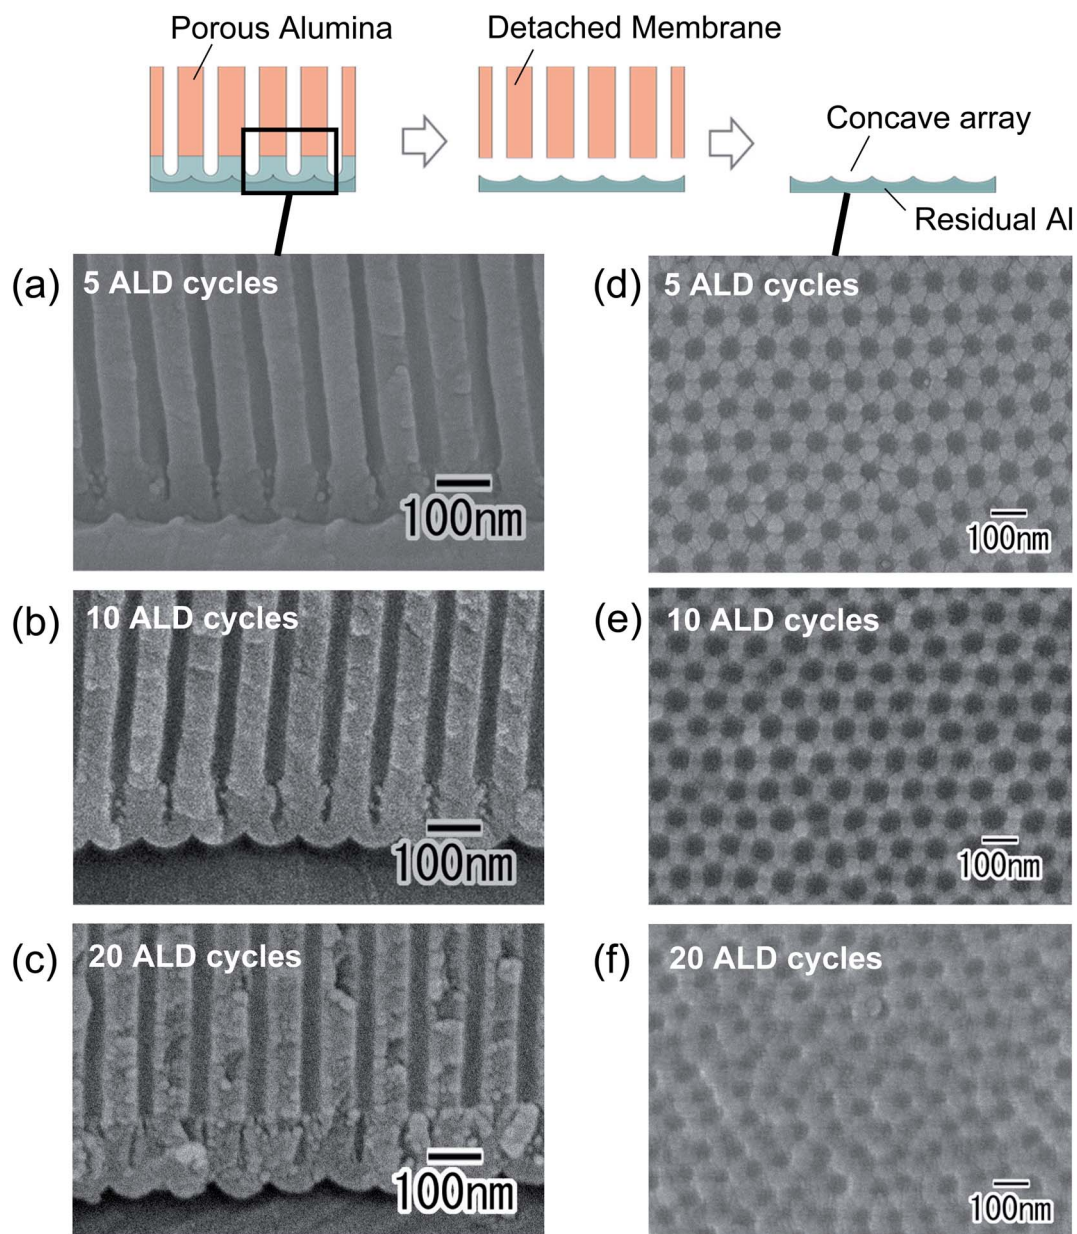 Porous Alumina
Detached Membrane
Concave array
Residual Al
(a)
5 ALD cycles
100nm
(d)
5 ALD cycles
100nm
(b)
10 ALD cycles
100nm
(e)
10 ALD cycles
100nm
(c)
20 ALD cycles
100nm
(f)
20 ALD cycles
100nm